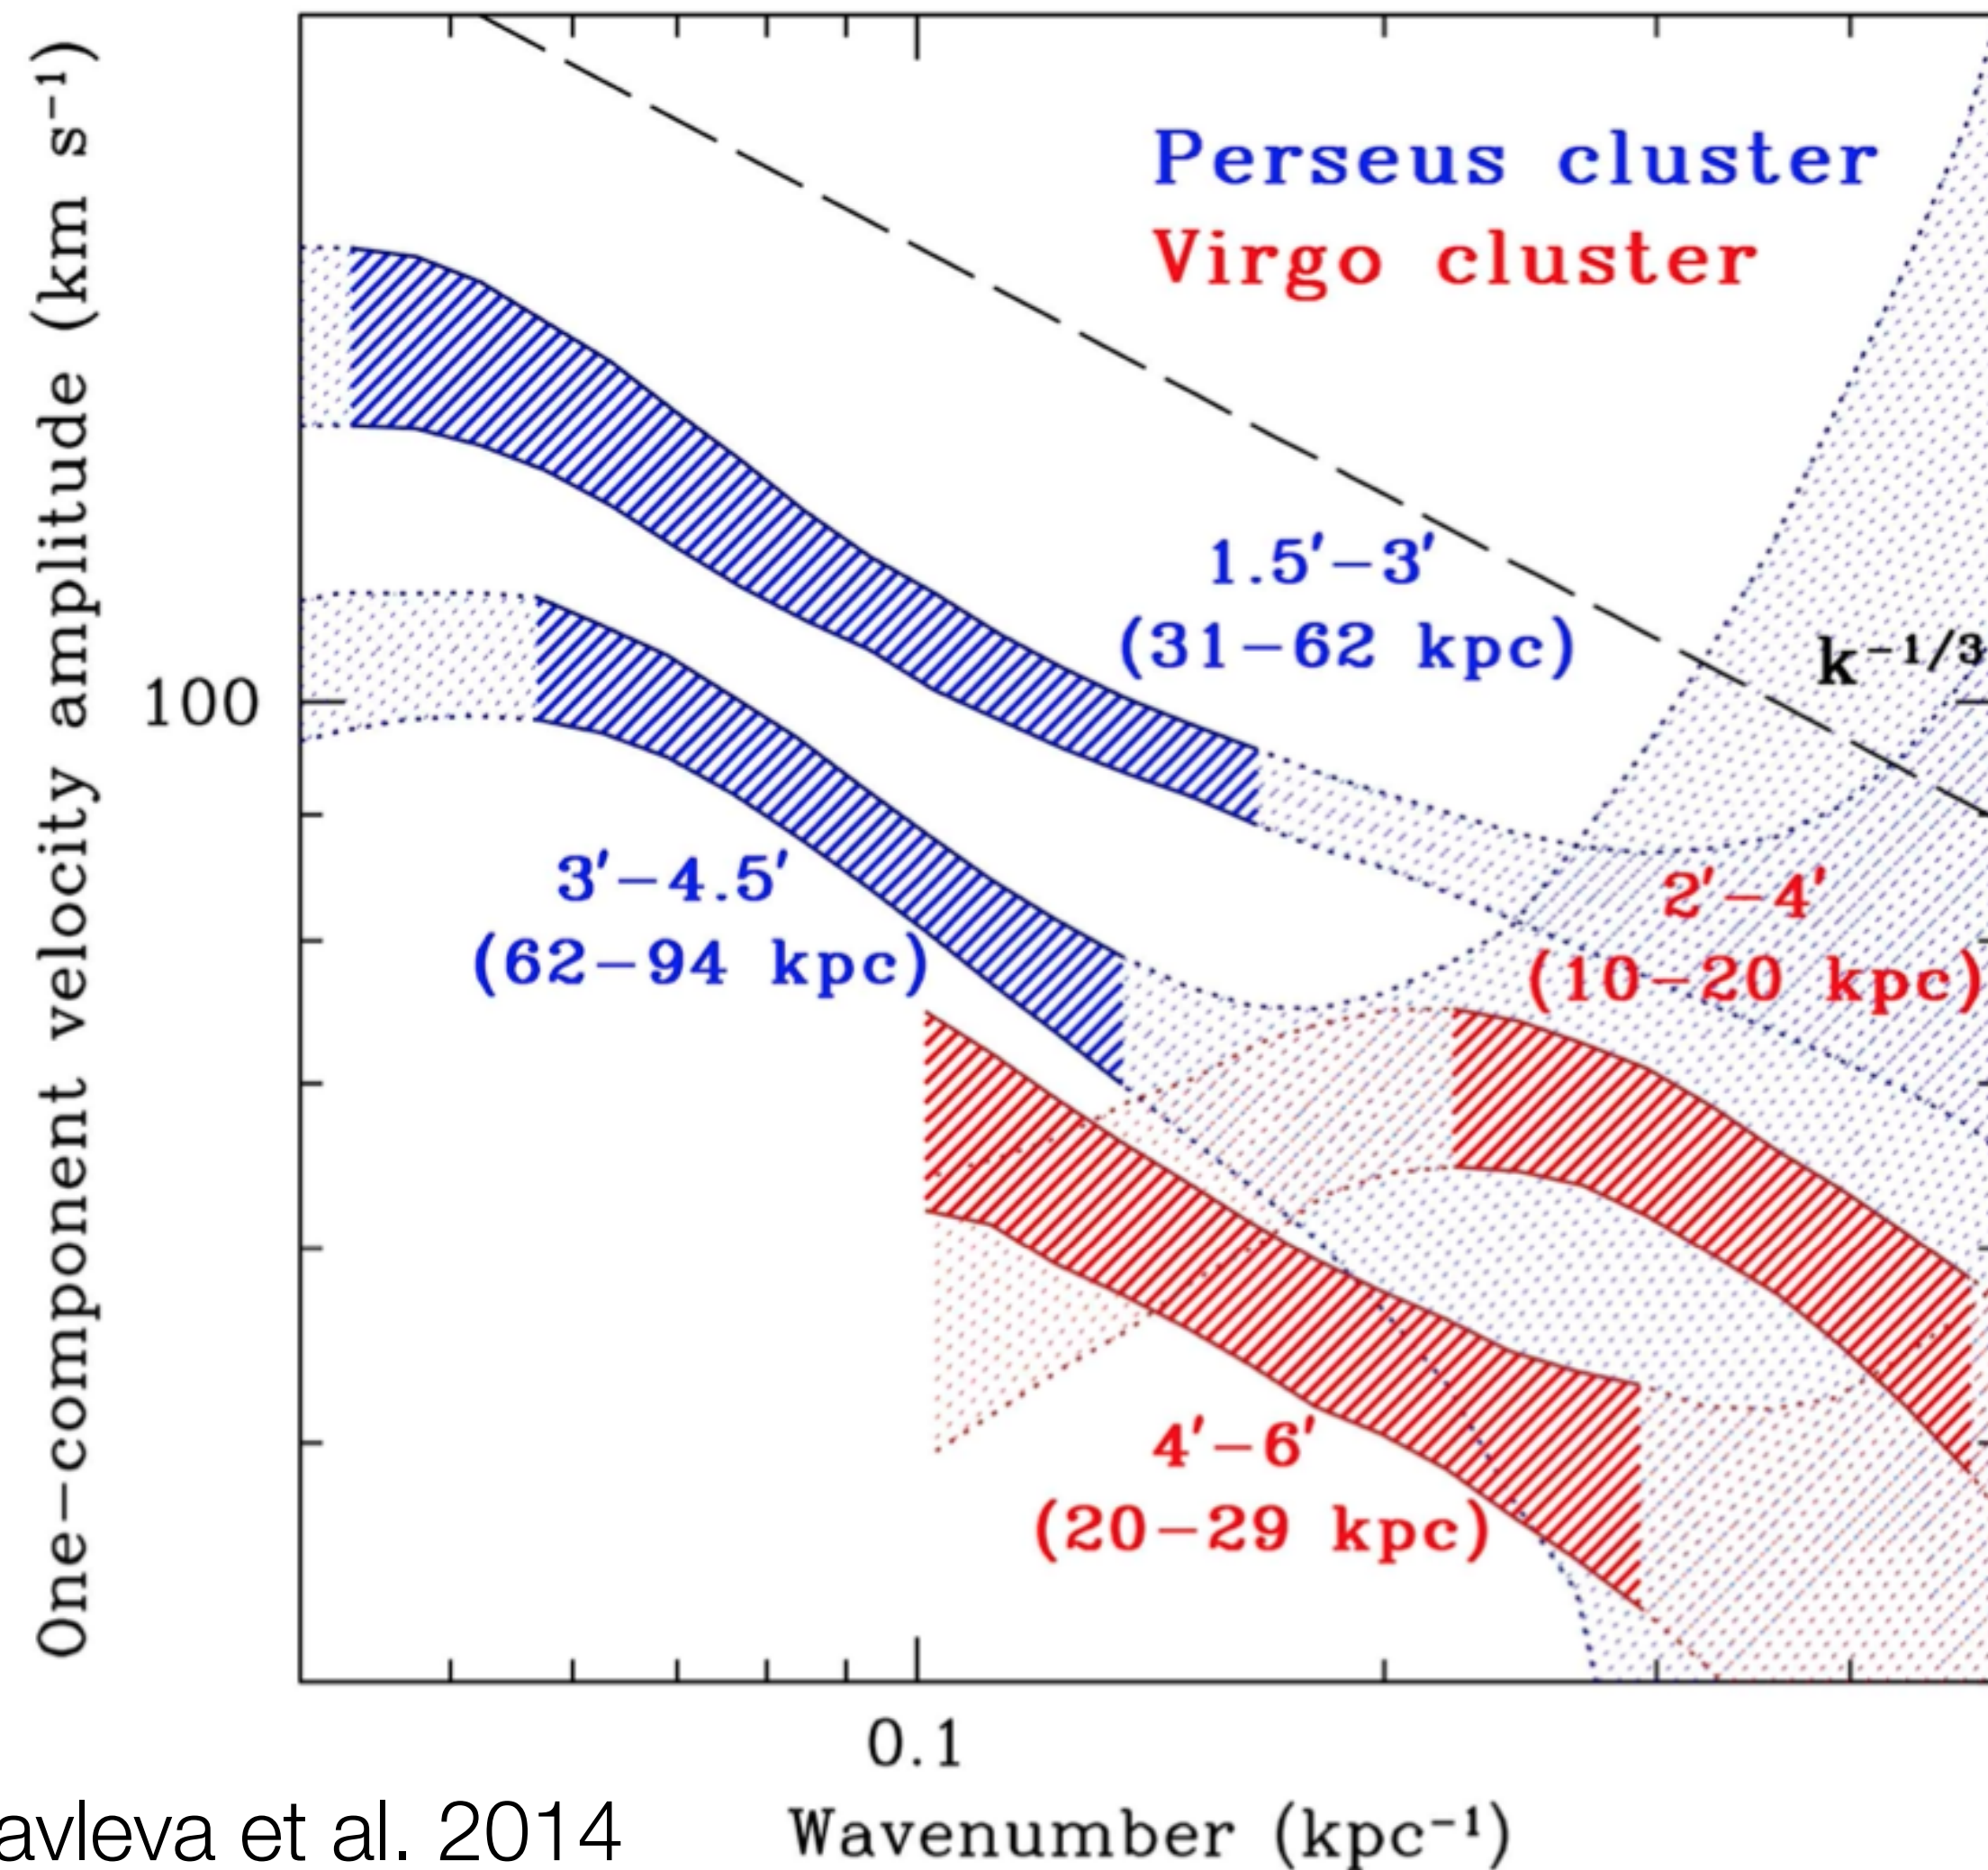 One-component velocity amplitude (km s⁻¹)
100
Perseus cluster
Virgo cluster
1.5′-3′
(31-62 kpc)
k⁻¹/³
3′-4.5′
(62-94 kpc)
2′-4′
(10-20 kpc)
4′-6′
(20-29 kpc)
0.1
Wavenumber (kpc⁻¹)
avleva et al. 2014